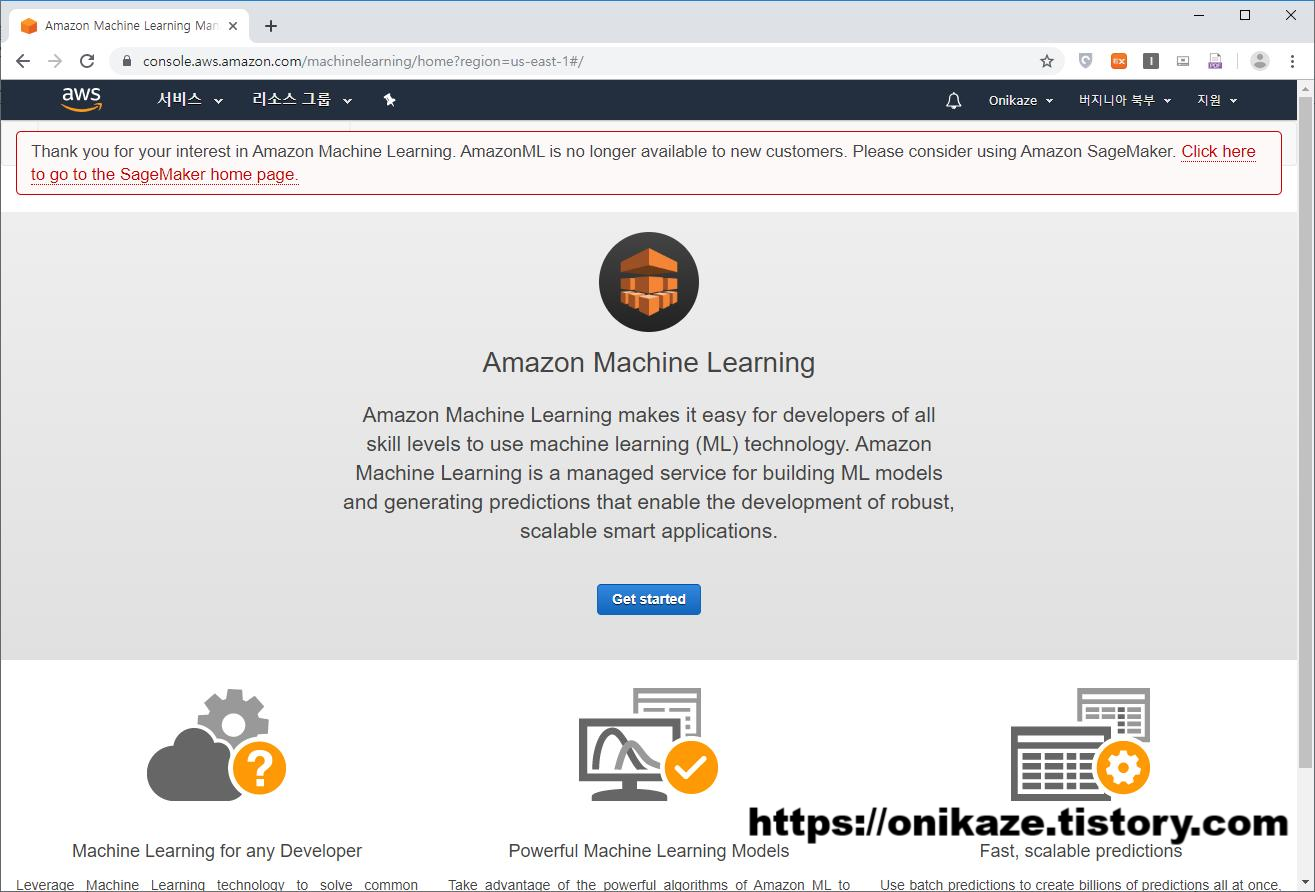 Amazon Machine Learning Man
console.aws.amazon.com/machinelearning/home?region=us-east-1#/
aws 서비스 리소스 그룹 Onikaze 버지니아 북부 지원
Thank you for your interest in Amazon Machine Learning. AmazonML is no longer available to new customers. Please consider using Amazon SageMaker. Click here
to go to the SageMaker home page.
Amazon Machine Learning
Amazon Machine Learning makes it easy for developers of all
skill levels to use machine learning (ML) technology. Amazon
Machine Learning is a managed service for building ML models
and generating predictions that enable the development of robust,
scalable smart applications.
Get started
?
https://onikaze.tistory.com
Machine Learning for any Developer
Powerful Machine Learning Models
Fast, scalable predictions
Leverage Machine Learning technology to solve common
Take advantage of the powerful algorithms of Amazon ML to
Use batch predictions to create billions of predictions all at once,